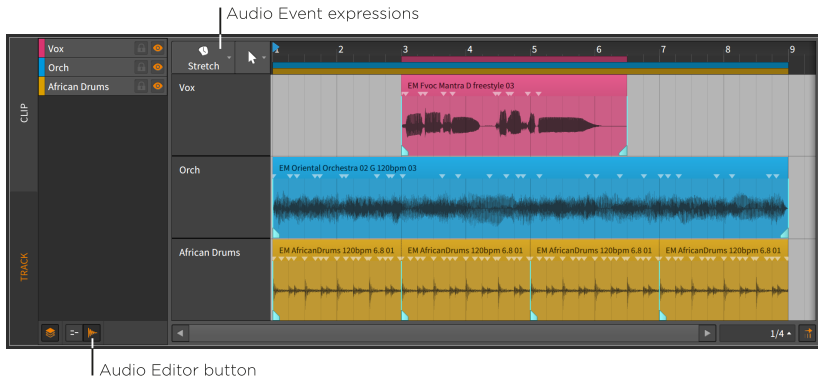 Audio Event expressions
Vox
Orch
African Drums
CLIP
TRACK
Stretch
1 2 3 4 5 6 7 8 9
Vox
EM Fvoc Mantra D freestyle 03
Orch
EM Oriental Orchestra 02 G 120bpm 03
African Drums
EM AfricanDrums 120bpm 6.8 01 EM AfricanDrums 120bpm 6.8 01 EM AfricanDrums 120bpm 6.8 01 EM AfricanDrums 120bpm 6.8 01
1/4
Audio Editor button